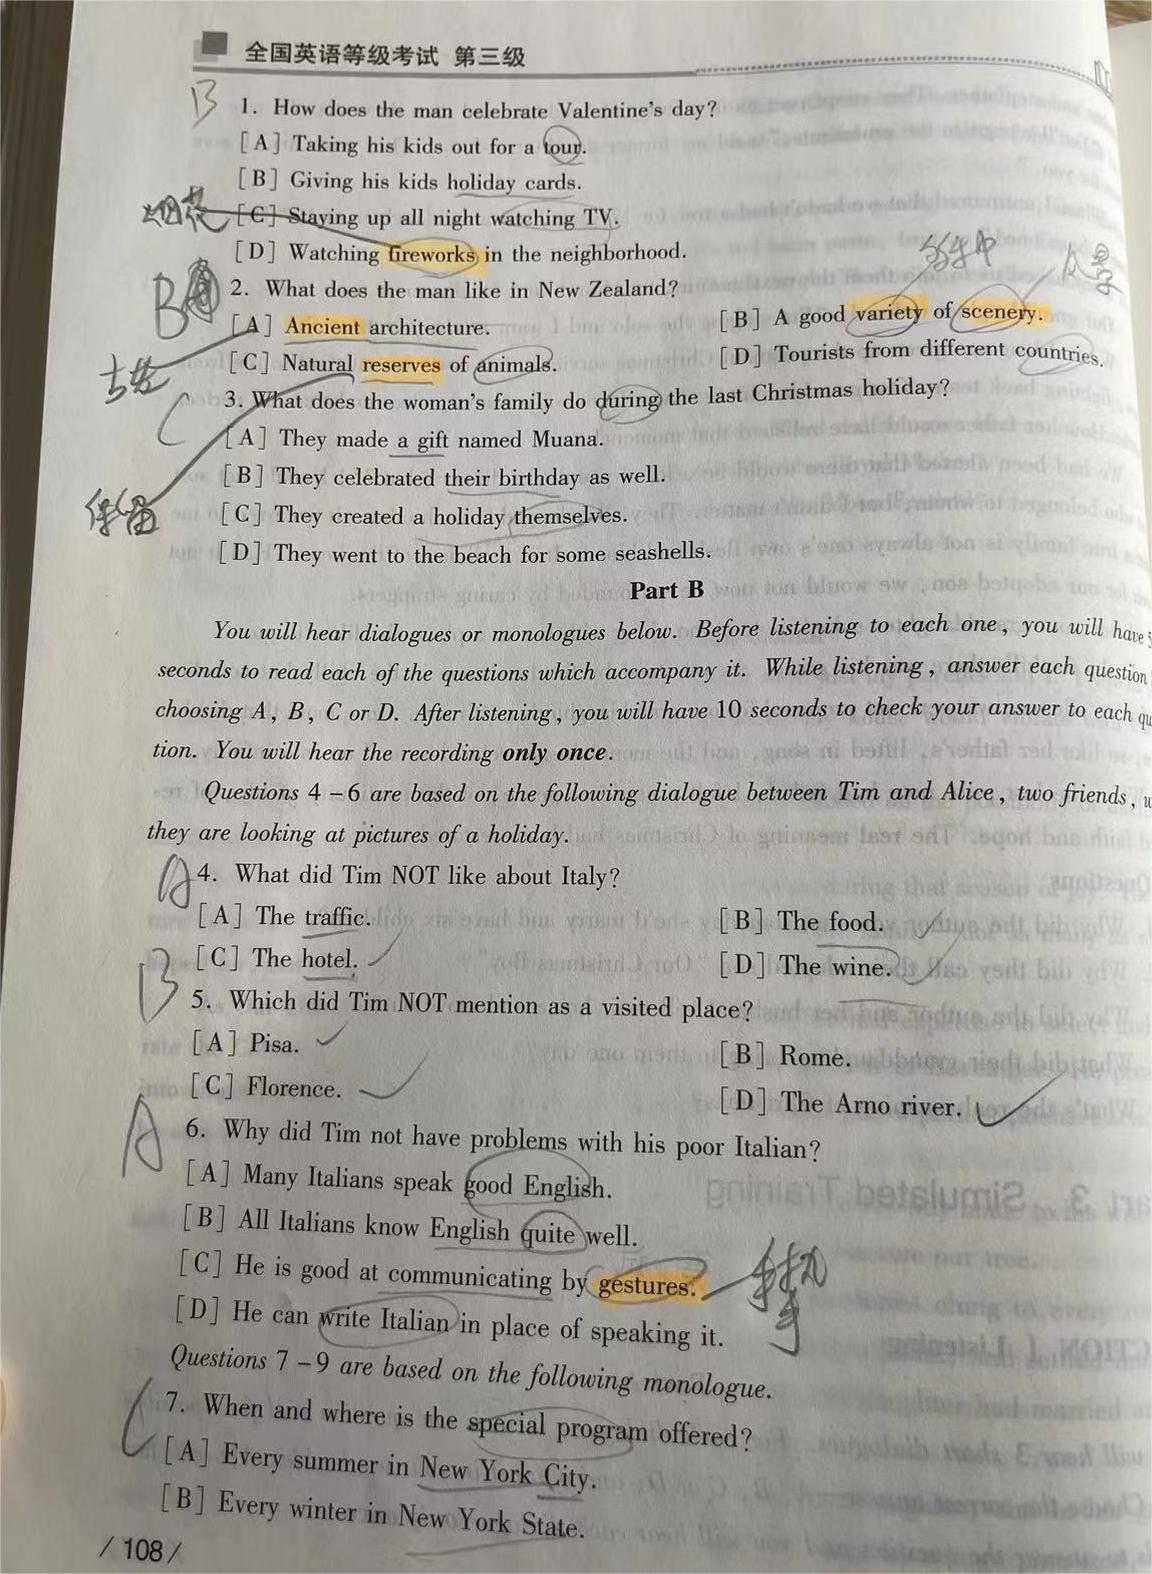 全国英语等级考试 第三级
B 1. How does the man celebrate Valentine's day?
[A] Taking his kids out for a tour.
[B] Giving his kids holiday cards.
烟花 [C] Staying up all night watching TV.
[D] Watching fireworks in the neighborhood.
多种 风景
B 2. What does the man like in New Zealand?
[A] Ancient architecture. [B] A good variety of scenery.
[C] Natural reserves of animals. [D] Tourists from different countries.
古老
C 3. What does the woman's family do during the last Christmas holiday?
[A] They made a gift named Muana.
[B] They celebrated their birthday as well.
保留 [C] They created a holiday themselves.
[D] They went to the beach for some seashells.
Part B
You will hear dialogues or monologues below. Before listening to each one, you will have 5
seconds to read each of the questions which accompany it. While listening, answer each question
choosing A, B, C or D. After listening, you will have 10 seconds to check your answer to each qu
tion. You will hear the recording only once.
Questions 4-6 are based on the following dialogue between Tim and Alice, two friends, w
they are looking at pictures of a holiday.
A 4. What did Tim NOT like about Italy?
[A] The traffic. [B] The food.
[C] The hotel. [D] The wine.
B 5. Which did Tim NOT mention as a visited place?
[A] Pisa. [B] Rome.
[C] Florence. [D] The Arno river.
A 6. Why did Tim not have problems with his poor Italian?
[A] Many Italians speak good English.
[B] All Italians know English quite well.
[C] He is good at communicating by gestures. 手势
[D] He can write Italian in place of speaking it.
Questions 7-9 are based on the following monologue.
C 7. When and where is the special program offered?
[A] Every summer in New York City.
[B] Every winter in New York State.
/ 108 /